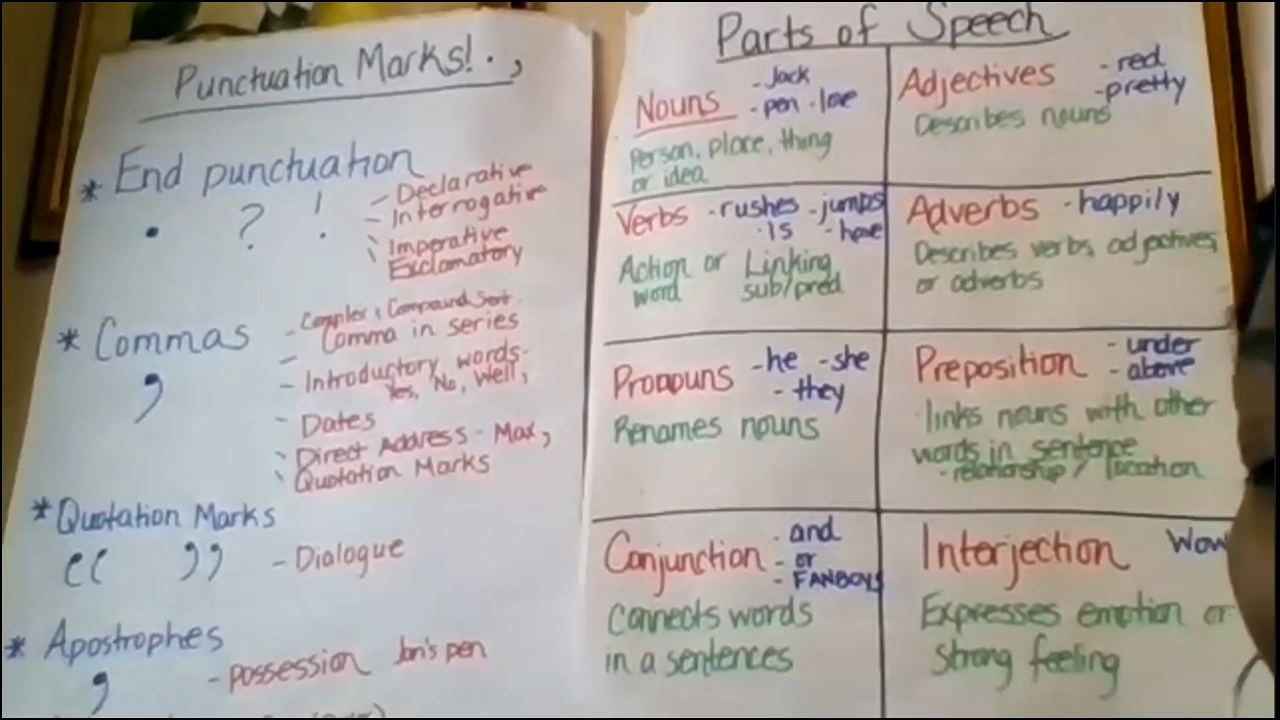 Punctuation Marks! . ,
* End punctuation
. ? !
- Declarative
- Interrogative
- Imperative
Exclamatory
* Commas
,
- Complex, Compound Sent.
- Comma in series
- Introductory words-
Yes, No, Well,
- Dates
- Direct Address - Max,
- Quotation Marks
* Quotation Marks
“ ”
- Dialogue
* Apostrophes
,
- possession Jon's pen
Parts of Speech
Nouns
- Jack
- pen - love
Person, place, thing
or idea
Adjectives
- red
- pretty
Describes nouns
Verbs - rushes - jumps
- is - have
Action or Linking
word sub/pred
Adverbs - happily
Describes verbs, adjectives,
or adverbs
Pronouns - he - she
- they
Renames nouns
Preposition
- under
- above
links nouns with other
words in sentence
- relationship / location
Conjunction
- and
- or
- FANBOYS
Connects words
in a sentences
Interjection Wow
Expresses emotion or
strong feeling